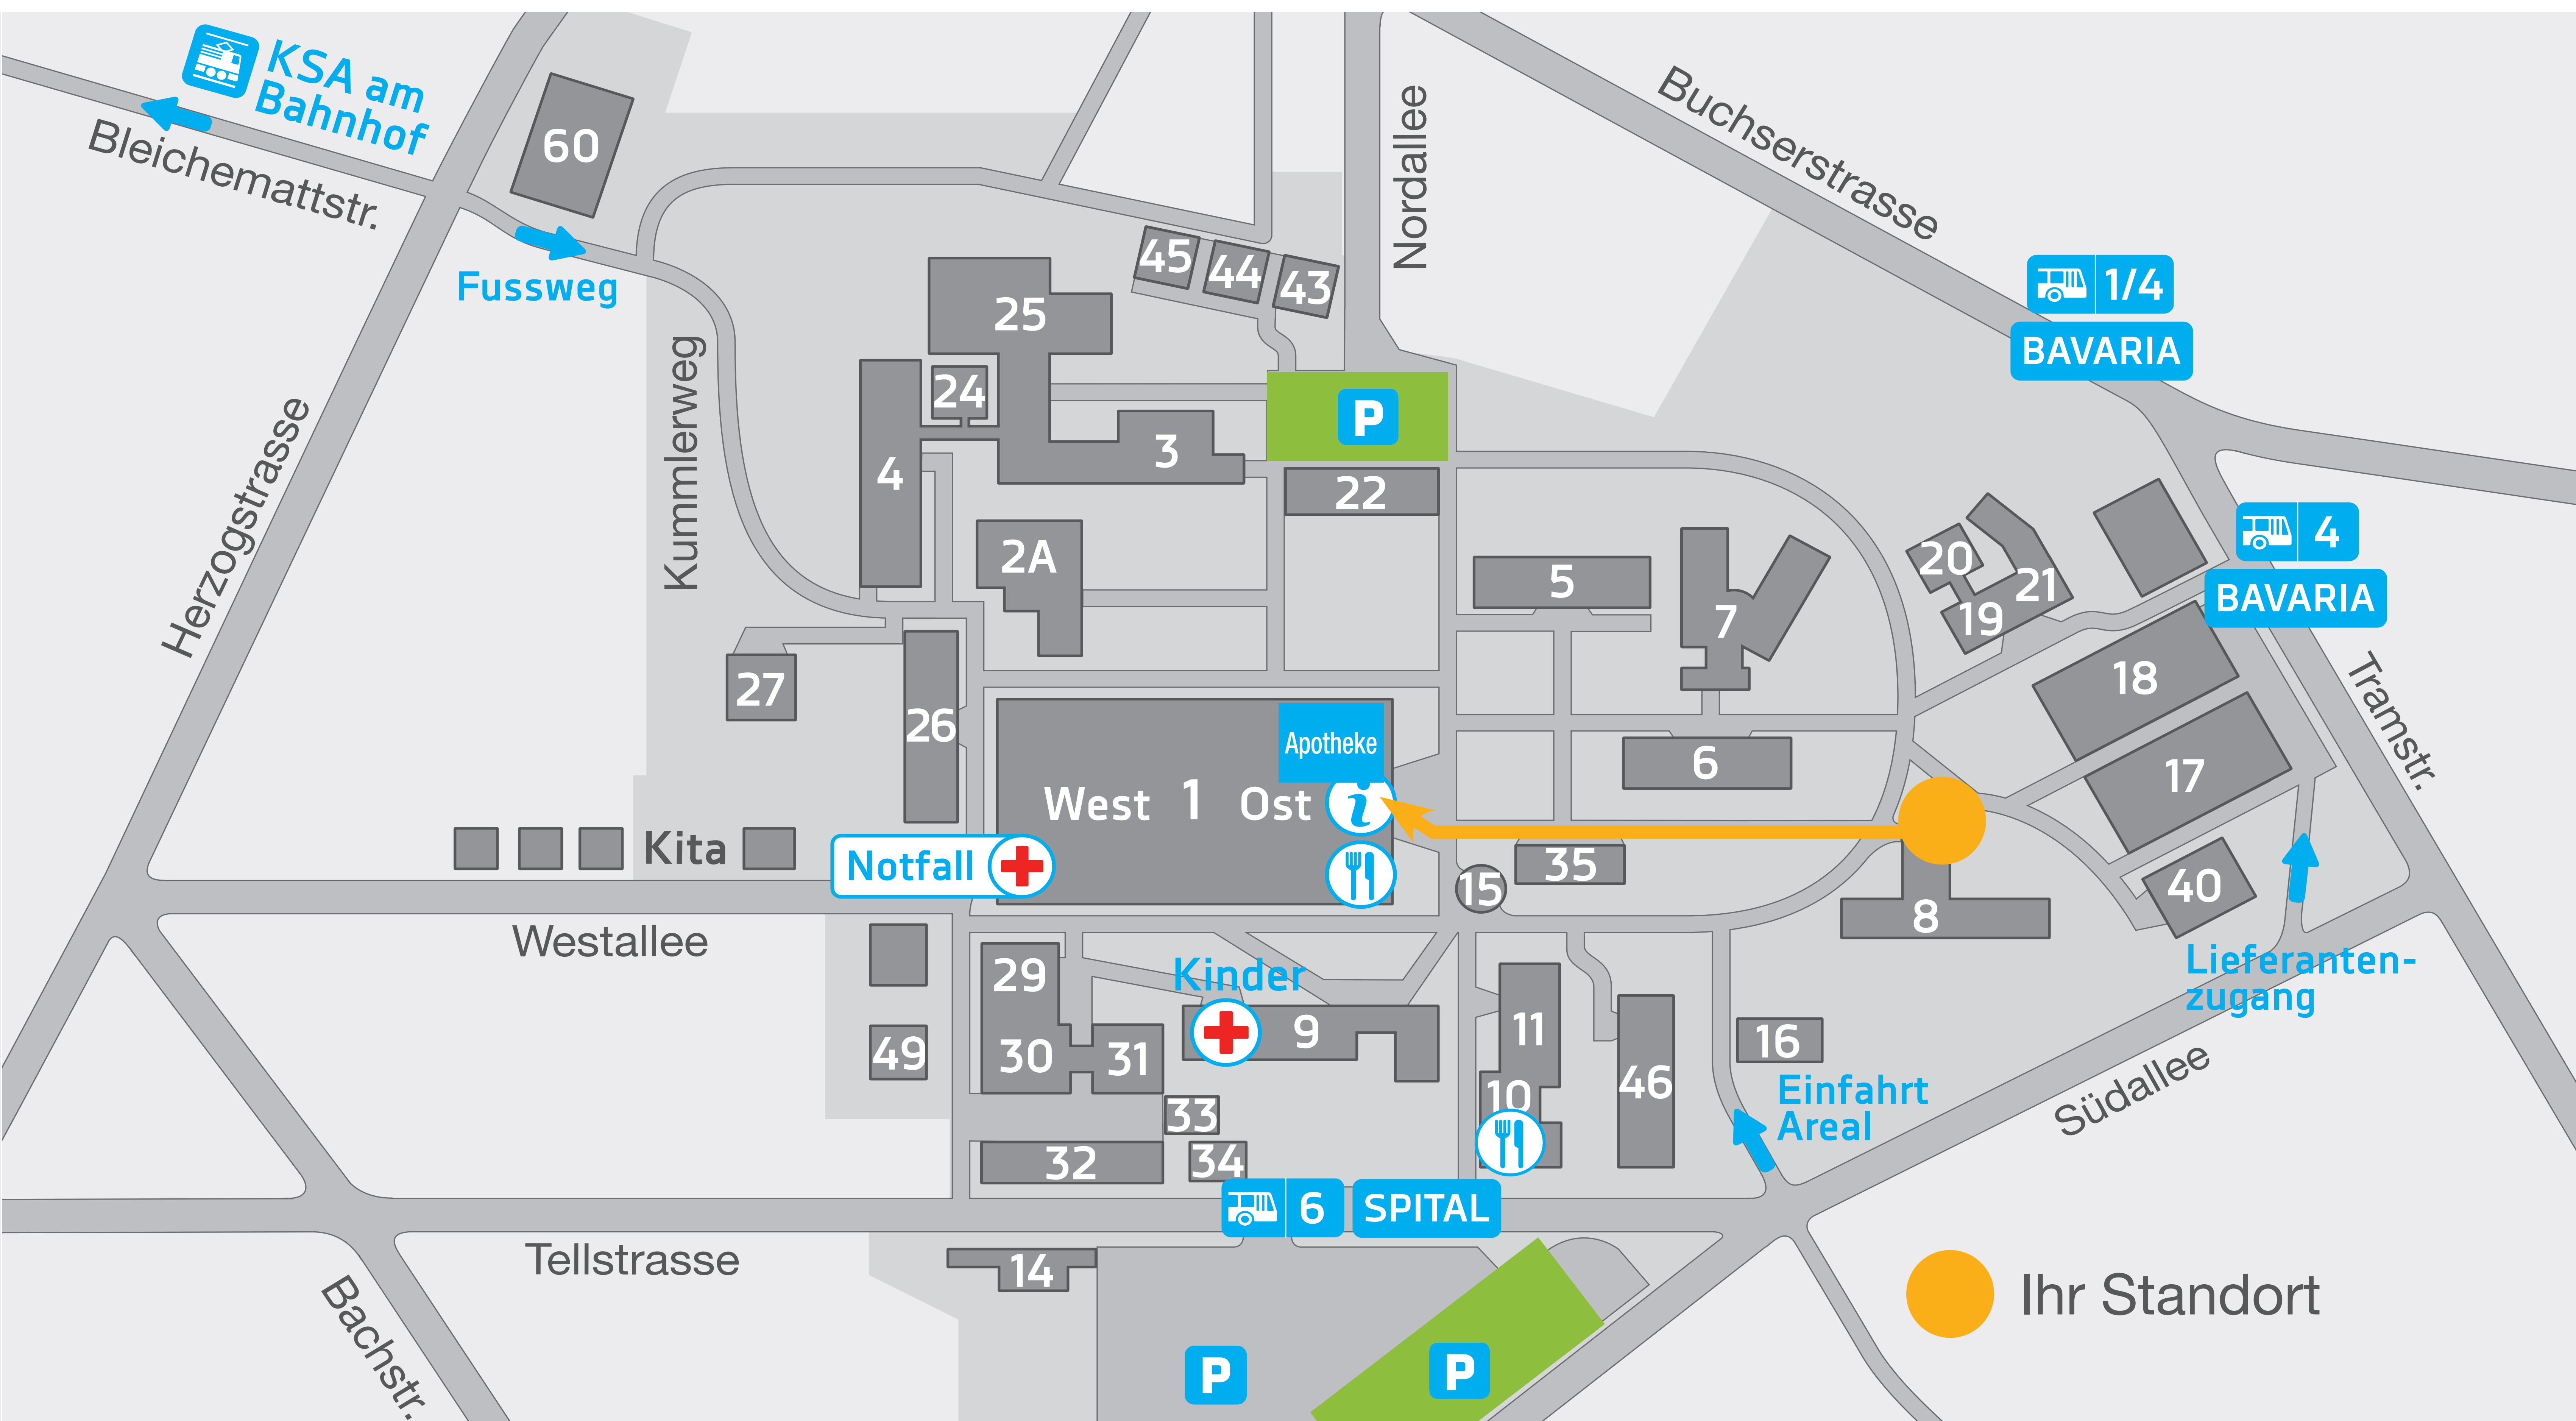 KSA am
Bahnhof
Bleichemattstr.
60
Fussweg
Herzogstrasse
Kummlerweg
Nordallee
Buchserstrasse
1/4
BAVARIA
4
BAVARIA
Tramstr.
45
44
43
25
24
4
3
P
22
2A
5
7
20
21
19
18
17
27
26
West 1 Ost
Apotheke
i
6
Notfall
Kita
15
35
8
40
Westallee
Lieferanten-
zugang
29
30
31
49
Kinder
9
11
10
46
16
Einfahrt
Areal
Südallee
33
32
34
6
SPITAL
Tellstrasse
14
Bachstr.
P
P
Ihr Standort